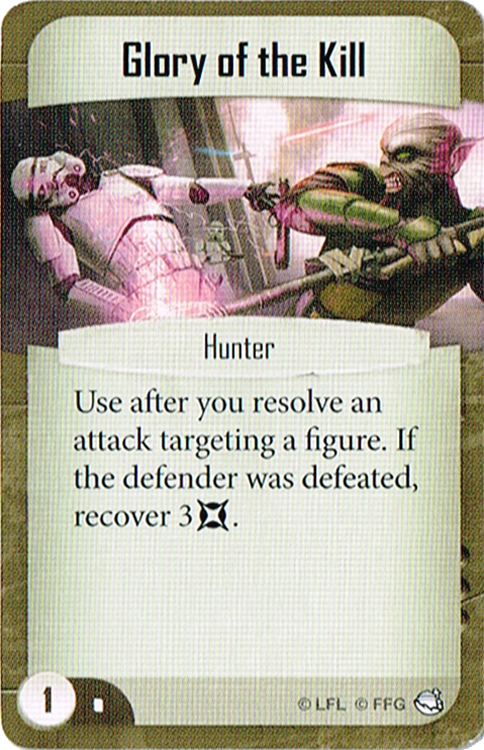 Glory of the Kill
Hunter
Use after you resolve an
attack targeting a figure. If
the defender was defeated,
recover 3.
1
© LFL © FFG